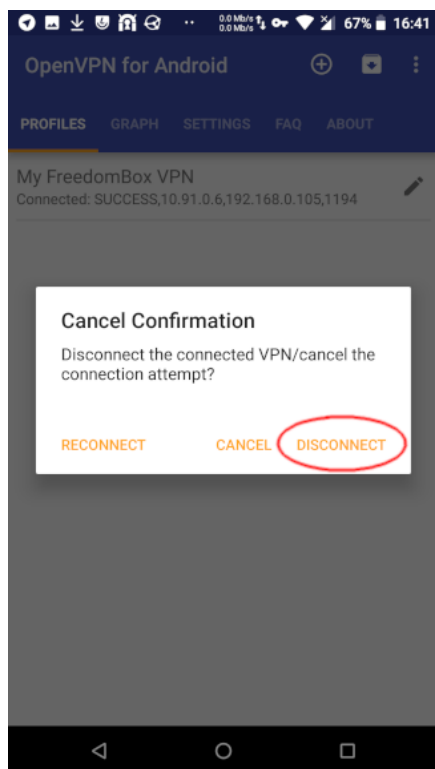 0.0 Mb/s
0.0 Mb/s
67% 16:41
OpenVPN for Android
PROFILES GRAPH SETTINGS FAQ ABOUT
My FreedomBox VPN
Connected: SUCCESS,10.91.0.6,192.168.0.105,1194
Cancel Confirmation
Disconnect the connected VPN/cancel the
connection attempt?
RECONNECT CANCEL DISCONNECT